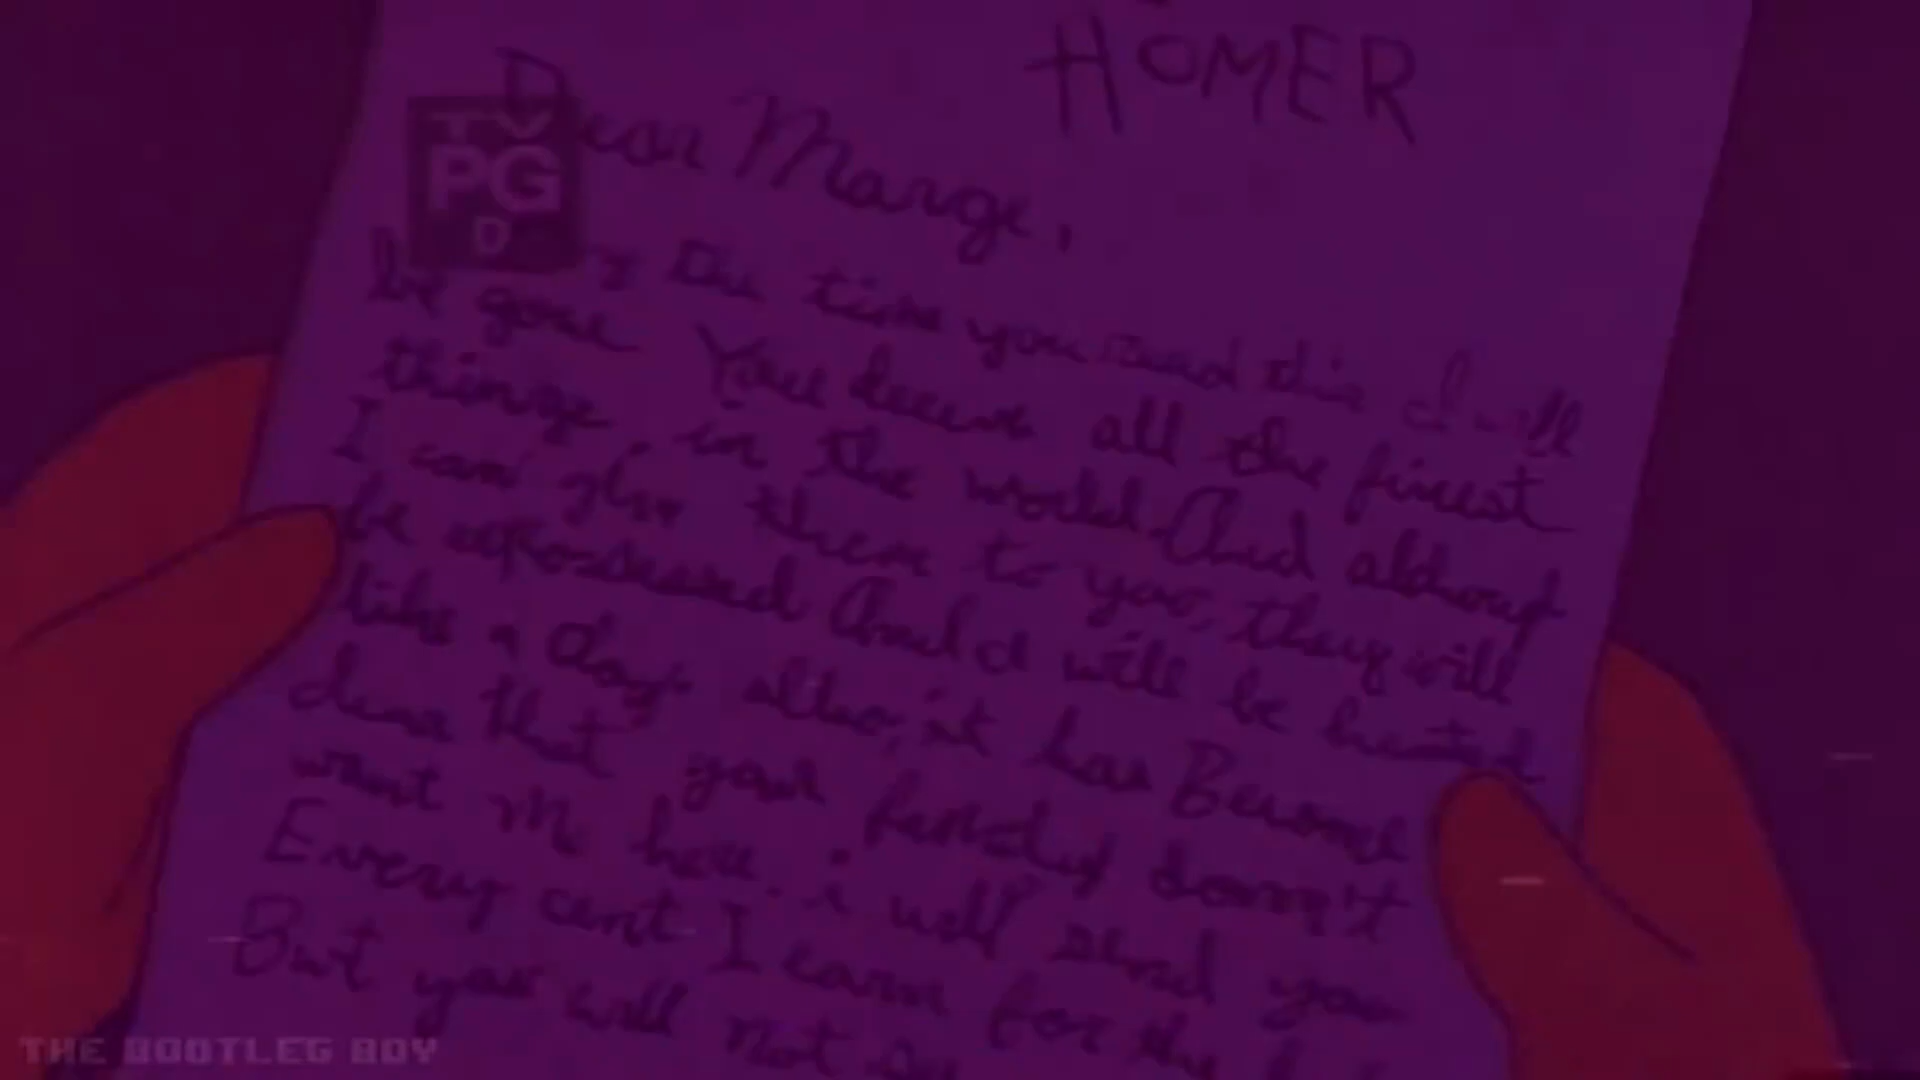 HOMER
Dear Marge,
TV
PG
D
y the time you read this I will
be gone You deserve all the finest
things in the world And althoug
I can give them to you, they will
be repossessed And I will be hunted
like a dog. also, it has Become
clear that your family doesn't
want me here. i will send you
Every cent I earn for the
But you will not
THE BOOTLEG BOY